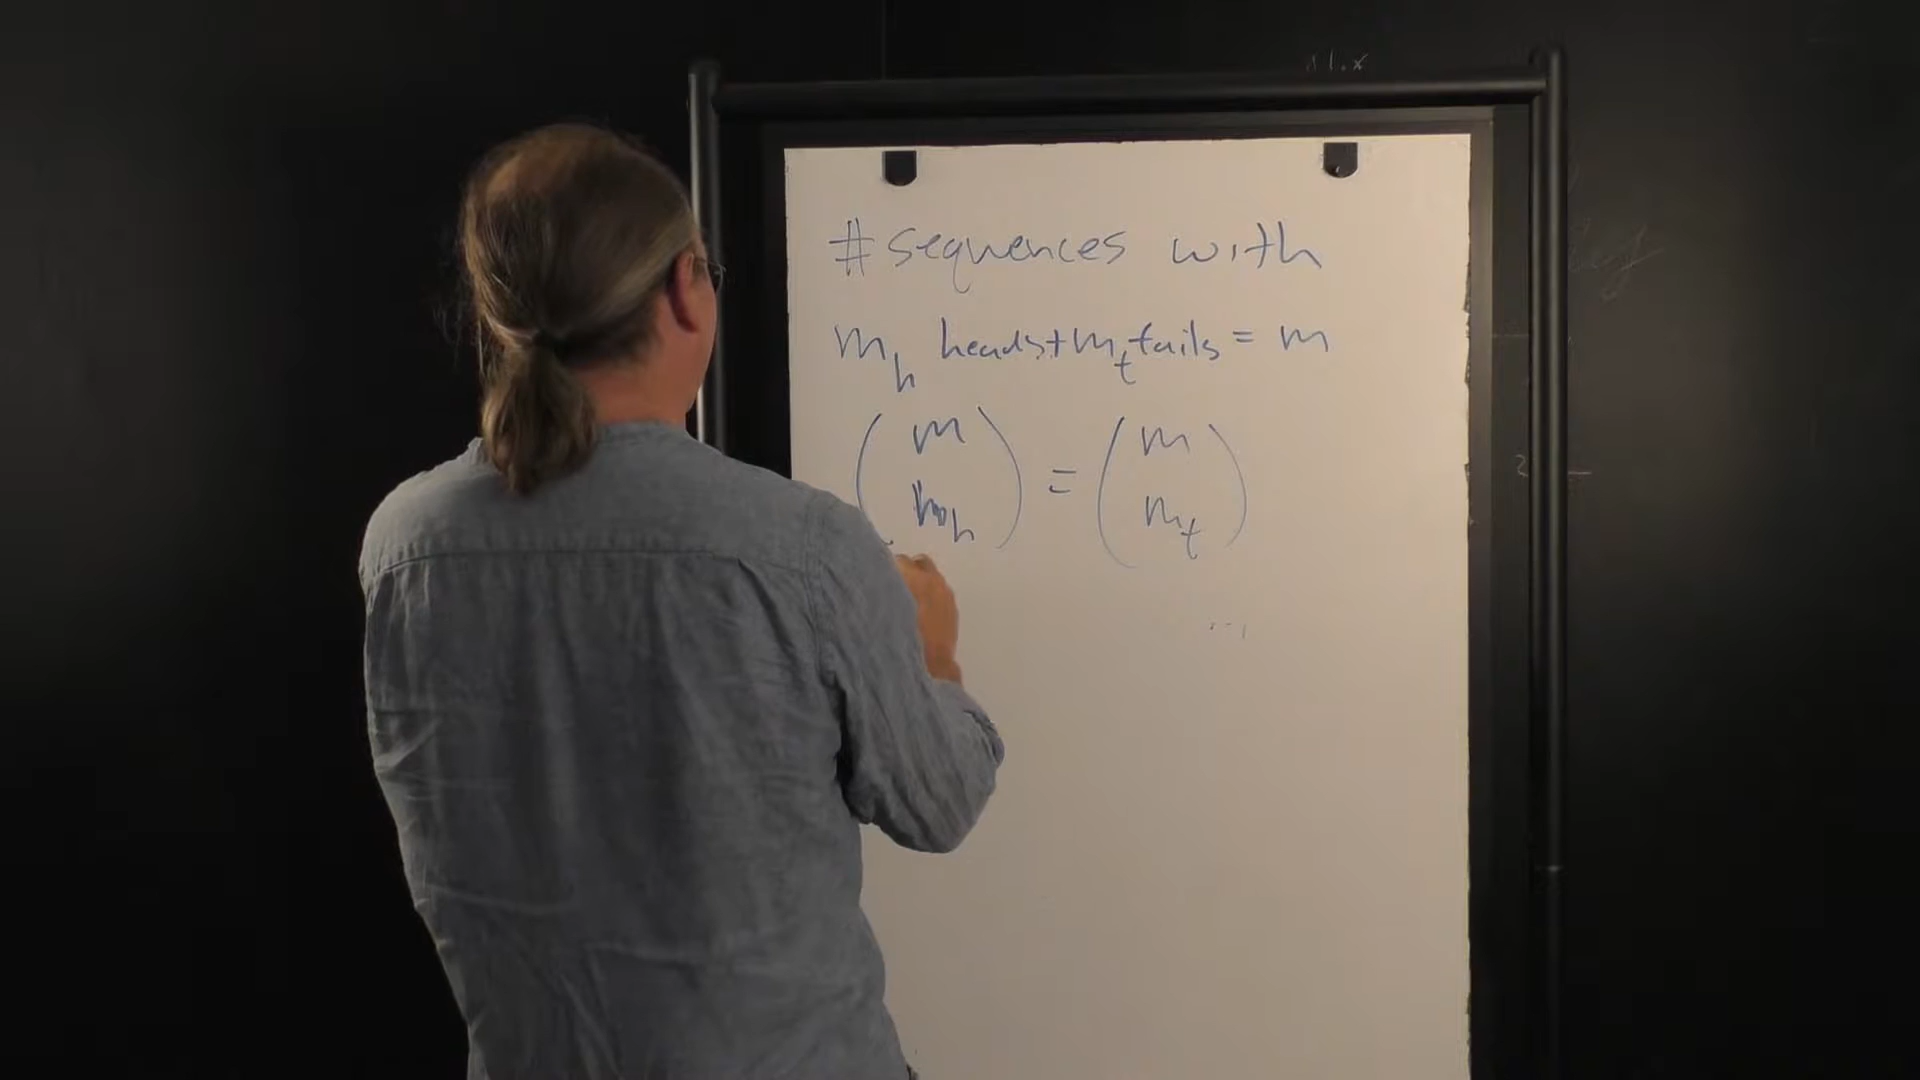 # sequences with
m_h heads + m_t tails = m
(m m_h) = (m m_t)